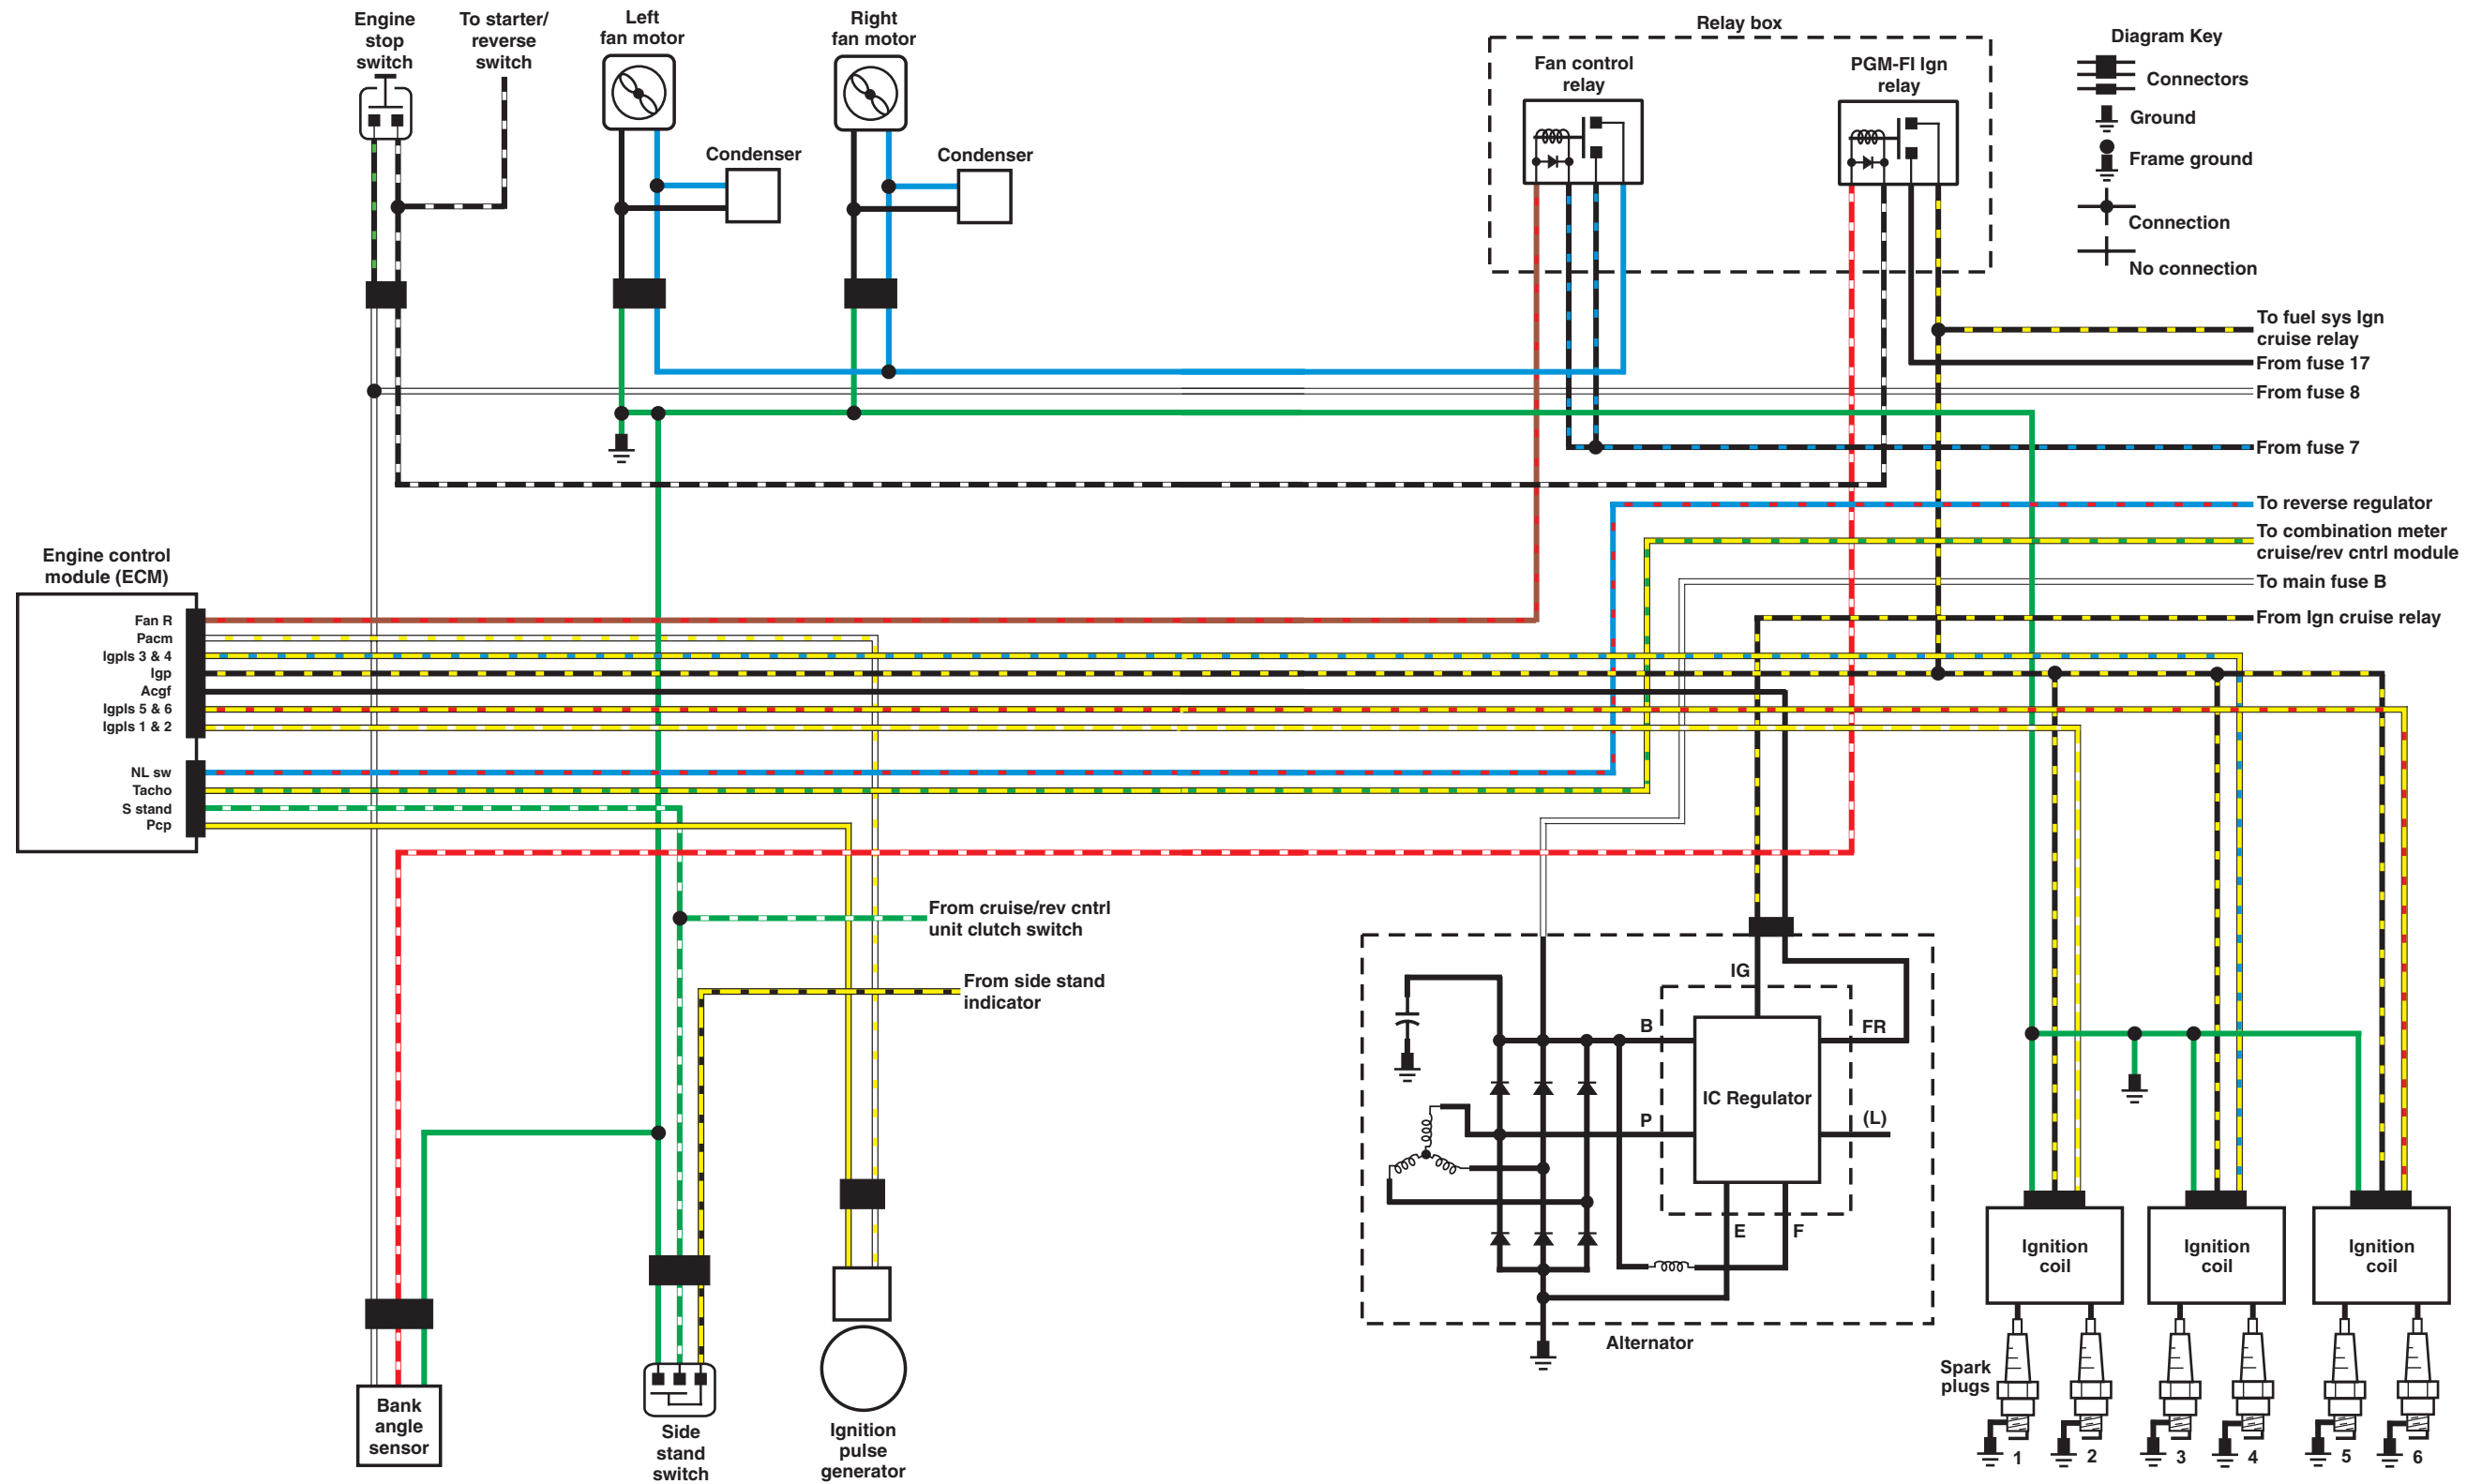 Engine
stop
switch
To starter/
reverse
switch
Left
fan motor
Right
fan motor
Condenser
Condenser
Relay box
Fan control
relay
PGM-FI Ign
relay
Diagram Key
Connectors
Ground
Frame ground
Connection
No connection
To fuel sys Ign
cruise relay
From fuse 17
From fuse 8
From fuse 7
To reverse regulator
To combination meter
cruise/rev cntrl module
To main fuse B
From Ign cruise relay
Engine control
module (ECM)
Fan R
Pacm
Igpls 3 & 4
Igp
Acgf
Igpls 5 & 6
Igpls 1 & 2
NL sw
Tacho
S stand
Pcp
From cruise/rev cntrl
unit clutch switch
From side stand
indicator
IG
B
FR
IC Regulator
P
(L)
E
F
Alternator
Ignition
coil
Ignition
coil
Ignition
coil
Spark
plugs
1
2
3
4
5
6
Bank
angle
sensor
Side
stand
switch
Ignition
pulse
generator